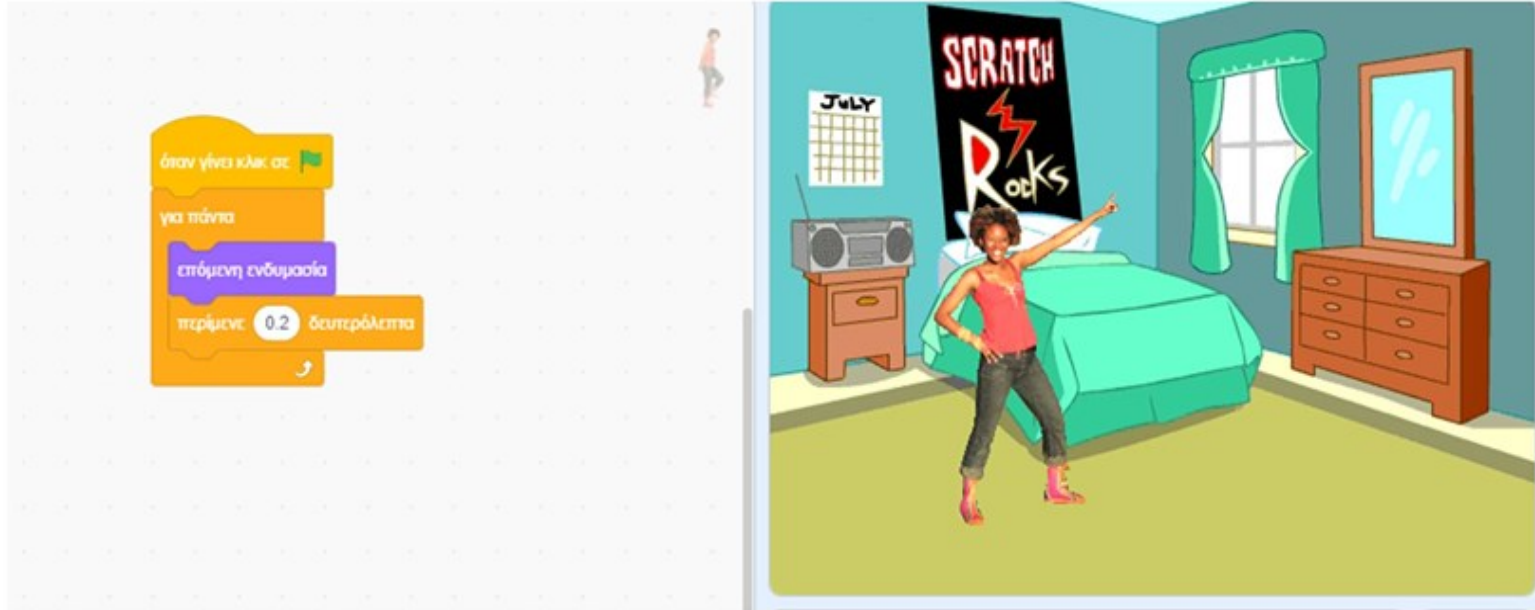 όταν γίνει κλικ σε
για πάντα
επόμενη ενδυμασία
περίμενε 0.2 δευτερόλεπτα
JULY
SCRATCH
ROCKS